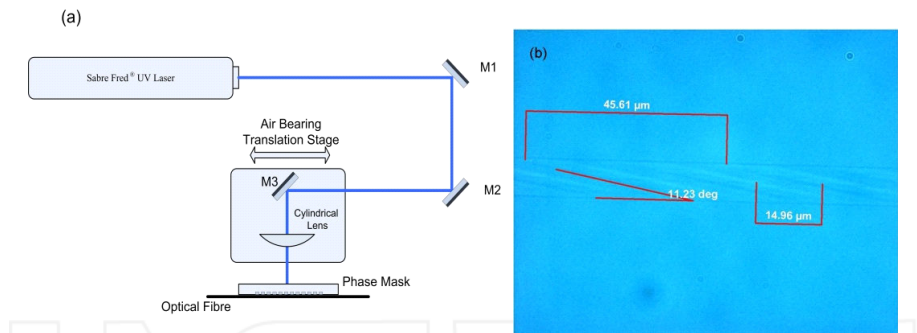 (a)
Sabre Fred® UV Laser
M1
Air Bearing
Translation Stage
M3
M2
Cylindrical
Lens
Phase Mask
Optical Fibre
(b)
45.61 µm
11.23 deg
14.96 µm